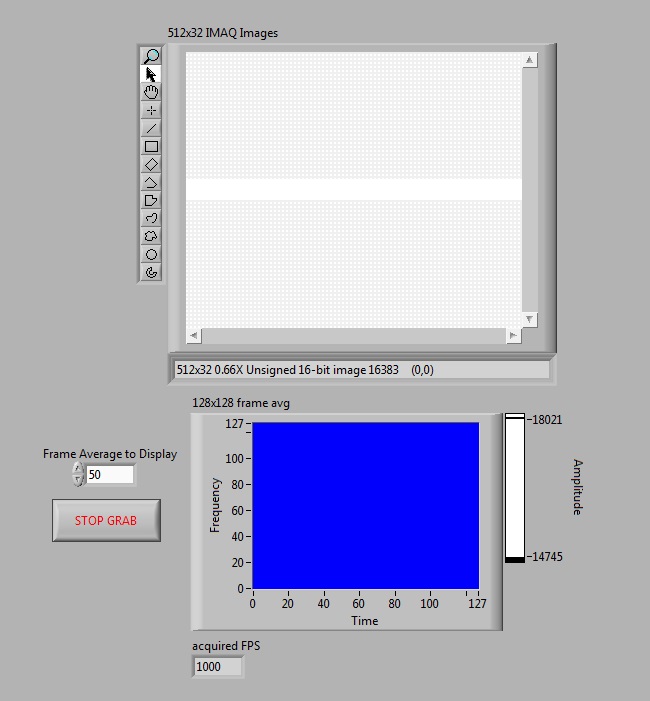 512x32 IMAQ Images
512x32 0.66X Unsigned 16-bit image 16383 (0,0)
128x128 frame avg
127
100
80
60
40
20
0
Frequency
0 20 40 60 80 100 127
Time
18021
14745
Amplitude
Frame Average to Display
50
STOP GRAB
acquired FPS
1000